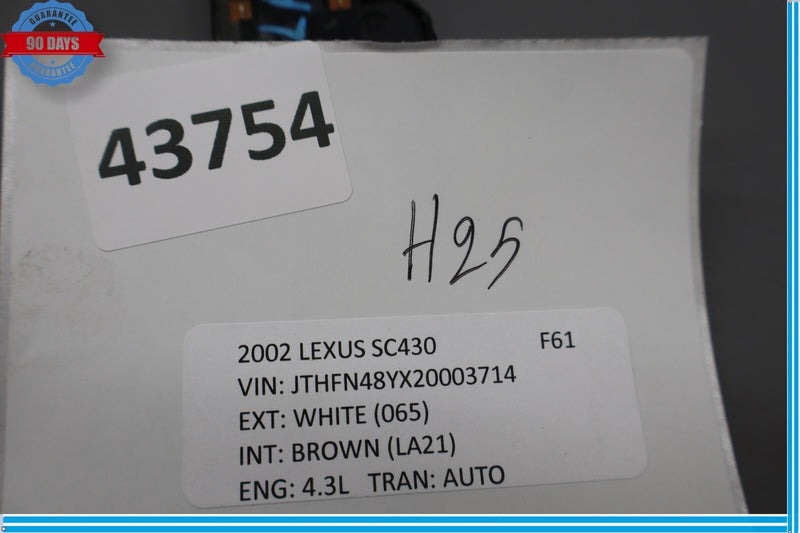 GUARANTEE
90 DAYS
GUARANTEE
43754
H25
2002 LEXUS SC430 F61
VIN: JTHFN48YX20003714
EXT: WHITE (065)
INT: BROWN (LA21)
ENG: 4.3L TRAN: AUTO